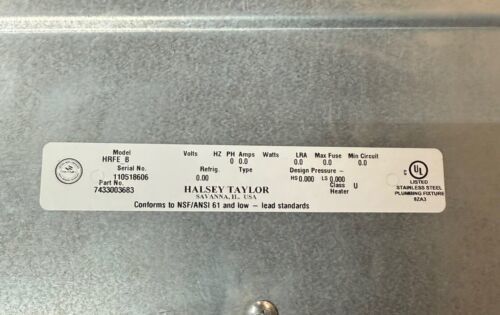 Model Volts HZ PH Amps Watts LRA Max Fuse Min Circuit
HRFE B 0 0.0 0.0 0.0 0.0
Serial No. Refrig. Type Design Pressure -
110518606 0.00 HS 0.000 LS 0.000
Part No. HALSEY TAYLOR Class U
7433003683 SAVANNA, IL. USA Heater
Conforms to NSF/ANSI 61 and low - lead standards
C UL
LISTED
STAINLESS STEEL
PLUMBING FIXTURE
8ZA3